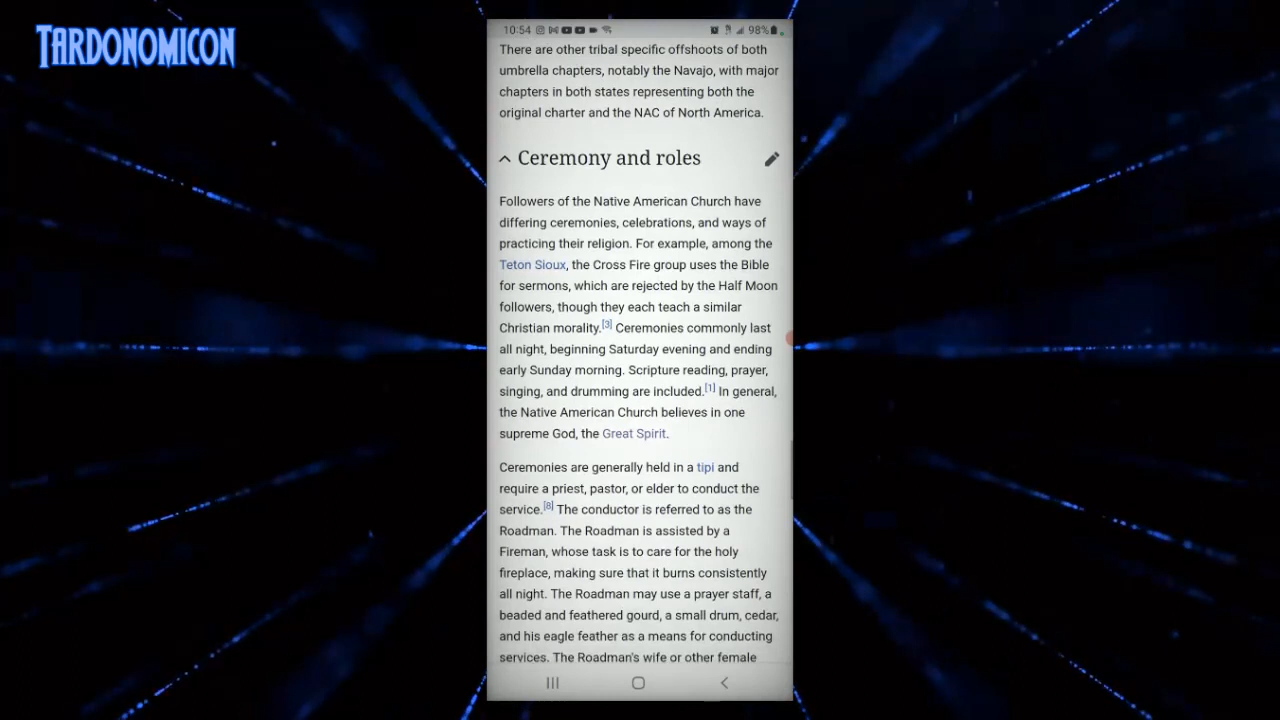 TARDONOMICON
10:54
98%
There are other tribal specific offshoots of both
umbrella chapters, notably the Navajo, with major
chapters in both states representing both the
original charter and the NAC of North America.
Ceremony and roles
Followers of the Native American Church have
differing ceremonies, celebrations, and ways of
practicing their religion. For example, among the
Teton Sioux, the Cross Fire group uses the Bible
for sermons, which are rejected by the Half Moon
followers, though they each teach a similar
Christian morality.[3] Ceremonies commonly last
all night, beginning Saturday evening and ending
early Sunday morning. Scripture reading, prayer,
singing, and drumming are included.[1] In general,
the Native American Church believes in one
supreme God, the Great Spirit.
Ceremonies are generally held in a tipi and
require a priest, pastor, or elder to conduct the
service.[8] The conductor is referred to as the
Roadman. The Roadman is assisted by a
Fireman, whose task is to care for the holy
fireplace, making sure that it burns consistently
all night. The Roadman may use a prayer staff, a
beaded and feathered gourd, a small drum, cedar,
and his eagle feather as a means for conducting
services. The Roadman's wife or other female